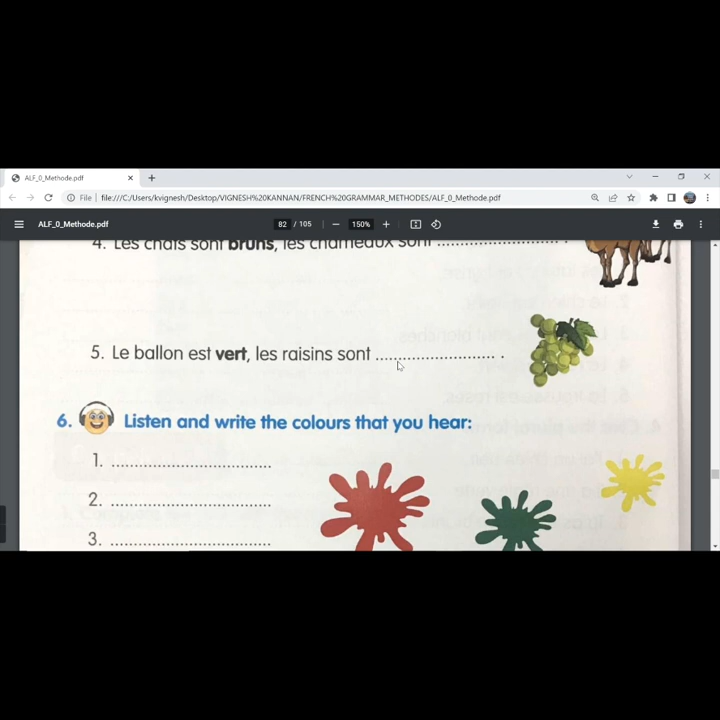 ALF_0_Methode.pdf
File | file:///C:/Users/kvignesh/Desktop/VIGNESH%20KANNAN/FRENCH%20GRAMMAR_METHODES/ALF_0_Methode.pdf
ALF_0_Methode.pdf 82 / 105 150%
4. Les chats sont bruns, les chameaux sont ............................... .
5. Le ballon est vert, les raisins sont ............................... .
6. Listen and write the colours that you hear:
1. ........................................
2. ........................................
3. ........................................